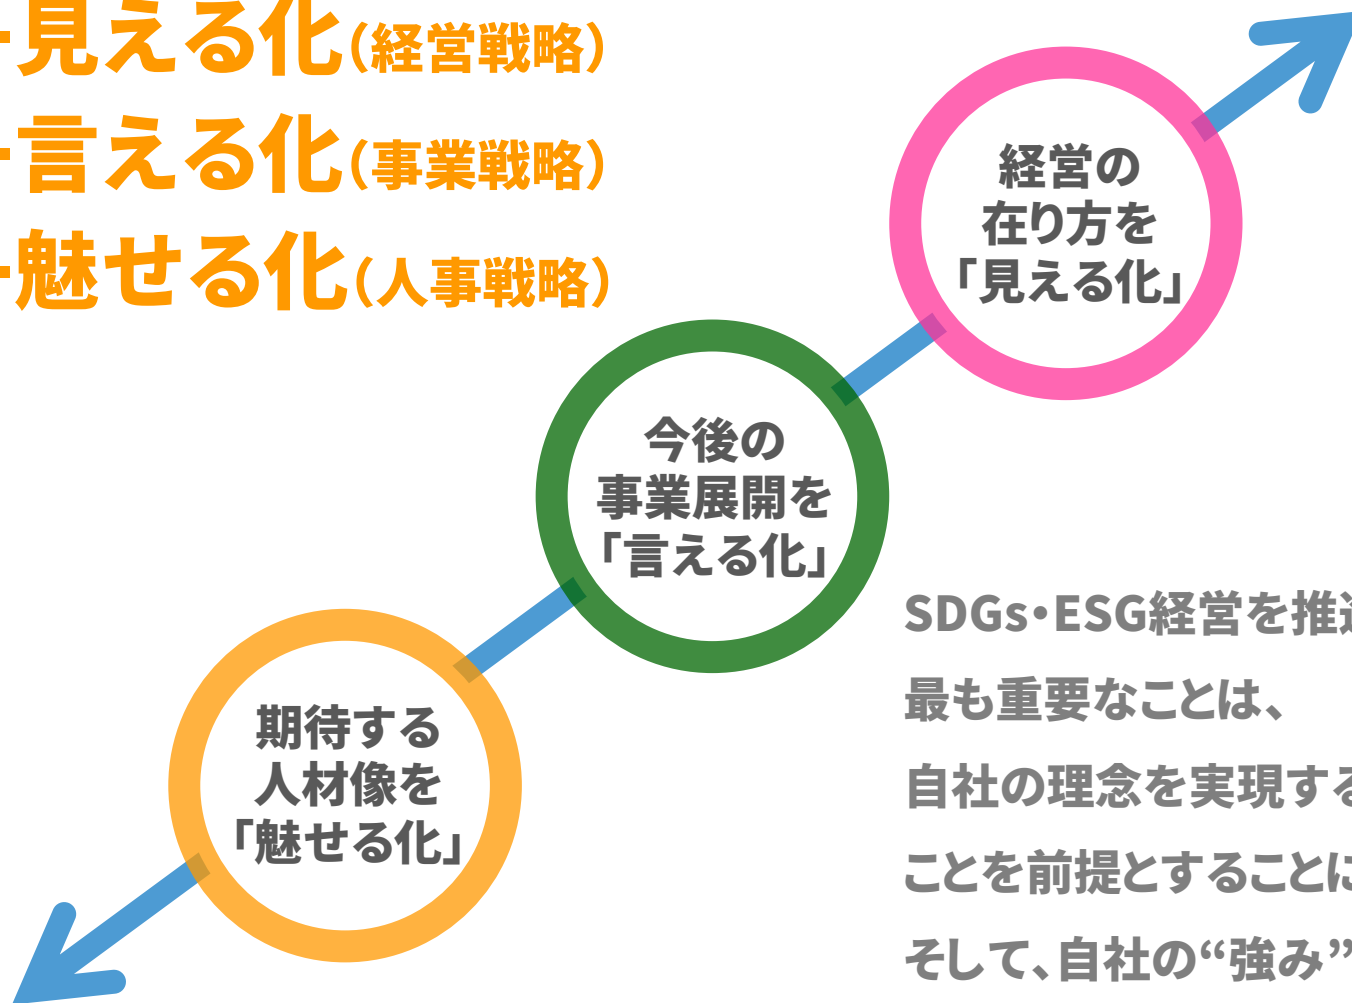 見える化(経営戦略)
言える化(事業戦略)
魅せる化(人事戦略)
経営の
在り方を
「見える化」
今後の
事業展開を
「言える化」
期待する
人材像を
「魅せる化」
SDGs・ESG経営を推進
最も重要なことは、
自社の理念を実現する
ことを前提とすることに
そして、自社の“強み”